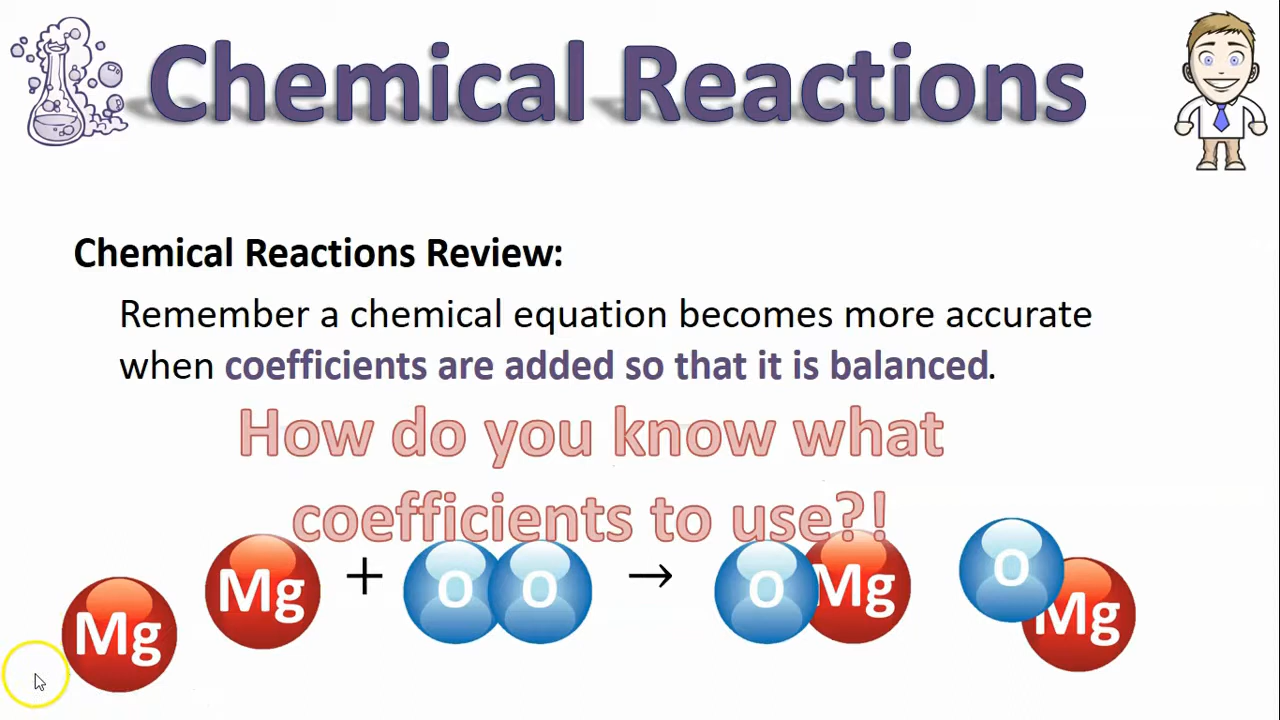 Chemical Reactions
Chemical Reactions Review:
Remember a chemical equation becomes more accurate
when coefficients are added so that it is balanced.
How do you know what
coefficients to use?!
Mg Mg + O O → O Mg O Mg